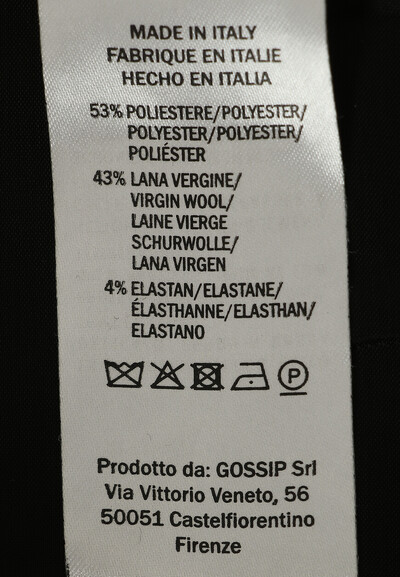 MADE IN ITALY
FABRIQUE EN ITALIE
HECHO EN ITALIA
53% POLIESTERE/POLYESTER/
POLYESTER/POLYESTER/
POLIÉSTER
43% LANA VERGINE/
VIRGIN WOOL/
LAINE VIERGE
SCHURWOLLE/
LANA VIRGEN
4% ELASTAN/ELASTANE/
ÉLASTHANNE/ELASTHAN/
ELASTANO
P
Prodotto da: GOSSIP Srl
Via Vittorio Veneto, 56
50051 Castelfiorentino
Firenze